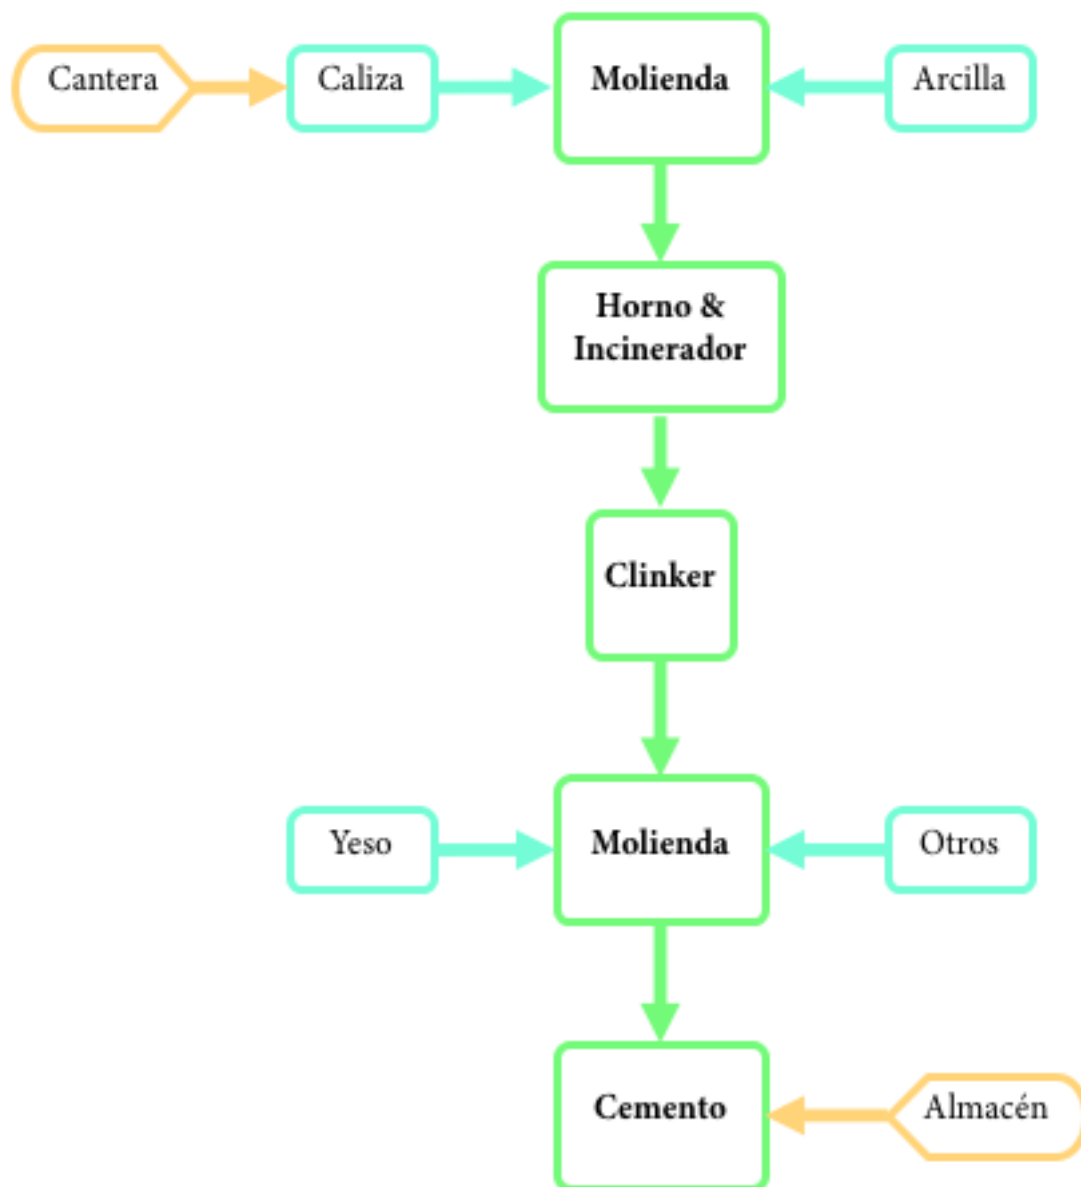 Cantera
Caliza
Molienda
Arcilla
Horno &
Incinerador
Clinker
Yeso
Molienda
Otros
Cemento
Almacén